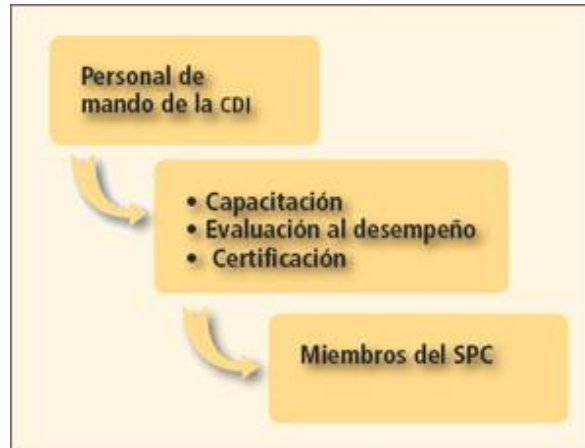 Personal de
mando de la CDI
• Capacitación
• Evaluación al desempeño
• Certificación
Miembros del SPC